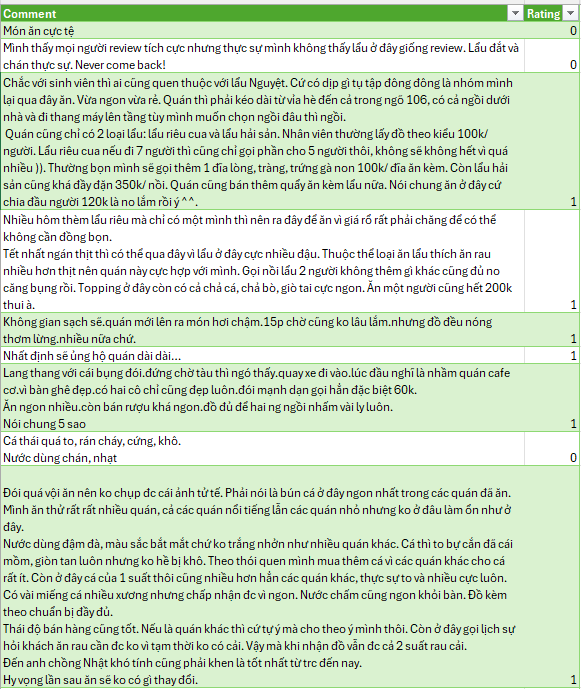 Comment Rating
Món ăn cực tệ 0
Mình thấy mọi người review tích cực nhưng thực sự mình không thấy lẩu ở đây giống review. Lẩu đắt và
chán thực sự. Never come back! 0
Chắc với sinh viên thì ai cũng quen thuộc với lẩu Nguyệt. Cứ có dịp gì tụ tập đông đông là nhóm mình
lại qua đây ăn. Vừa ngon vừa rẻ. Quán thì phải kéo dài từ vỉa hè đến cả trong ngõ 106, có cả ngồi dưới
nhà và đi thang máy lên tầng tùy mình muốn chọn ngồi đâu thì ngồi.
Quán cũng chỉ có 2 loại lẩu: lẩu riêu cua và lẩu hải sản. Nhân viên thường lấy đồ theo kiểu 100k/
người. Lẩu riêu cua nếu đi 7 người thì cũng chỉ gọi phần cho 5 người thôi, không sẽ không hết vì quá
nhiều )). Thường bọn mình sẽ gọi thêm 1 đĩa lòng, tràng, trứng gà non 100k/ đĩa ăn kèm. Còn lẩu hải
sản cũng khá đầy đặn 350k/ nồi. Quán cũng bán thêm quẩy ăn kèm lẩu nữa. Nói chung ăn ở đây cứ
chia đầu người 120k là no lắm rồi ý ^^. 1
Nhiều hôm thèm lẩu riêu mà chỉ có một mình thì nên ra đây để ăn vì giá rổ rất phải chăng để có thể
không cần đồng bọn.
Tết nhất ngán thịt thì có thể qua đây vì lẩu ở đây cực nhiều đậu. Thuộc thể loại ăn lẩu thích ăn rau
nhiều hơn thịt nên quán này cực hợp với mình. Gọi nồi lẩu 2 người không thêm gì khác cũng đủ no
căng bụng rồi. Topping ở đây còn có cả chả cá, chả bò, giò tai cực ngon. Ăn một người cũng hết 200k
thui à. 1
Không gian sạch sẽ.quán mới lên ra món hơi chậm.15p chờ cũng ko lâu lắm.nhưng đồ đều nóng
thơm lừng.nhiều nữa chứ. 1
Nhất định sẽ ủng hộ quán dài dài... 1
Lang thang với cái bụng đói.đứng chờ tàu thì ngó thấy.quay xe đi vào.lúc đầu nghĩ là nhầm quán cafe
cơ.vì bàn ghế đẹp.có hai cô chỉ cũng đẹp luôn.đói mạnh dạn gọi hẳn đặc biệt 60k.
Ăn ngon nhiều.còn bán rượu khá ngon.đồ đủ để hai ng ngồi nhấm vài ly luôn.
Nói chung 5 sao 1
Cá thái quá to, rán cháy, cứng, khô.
Nước dùng chán, nhạt 0
Đói quá vội ăn nên ko chụp đc cái ảnh tử tế. Phải nói là bún cá ở đây ngon nhất trong các quán đã ăn.
Mình ăn thử rất rất nhiều quán, cả các quán nổi tiếng lẫn các quán nhỏ nhưng ko ở đâu làm ổn như ở
đây.
Nước dùng đậm đà, màu sắc bắt mắt chứ ko trắng nhởn như nhiều quán khác. Cá thì to bự cắn đã cái
mồm, giòn tan luôn nhưng ko hề bị khô. Theo thói quen mình mua thêm cá vì các quán khác cho cá
rất ít. Còn ở đây cá của 1 suất thôi cũng nhiều hơn hẳn các quán khác, thực sự to và nhiều cực luôn.
Có vài miếng cá nhiều xương nhưng chấp nhận đc vì ngon. Nước chấm cũng ngon khỏi bàn. Đồ kèm
theo chuẩn bị đầy đủ.
Thái độ bán hàng cũng tốt. Nếu là quán khác thì cứ tự ý mà cho theo ý mình thôi. Còn ở đây gọi lịch sự
hỏi khách ăn rau cần đc ko vì tạm thời ko có cải. Vậy mà khi nhận đồ vẫn đc cả 2 suất rau cải.
Đến anh chồng Nhật khó tính cũng phải khen là tốt nhất từ trc đến nay.
Hy vọng lần sau ăn sẽ ko có gì thay đổi. 1